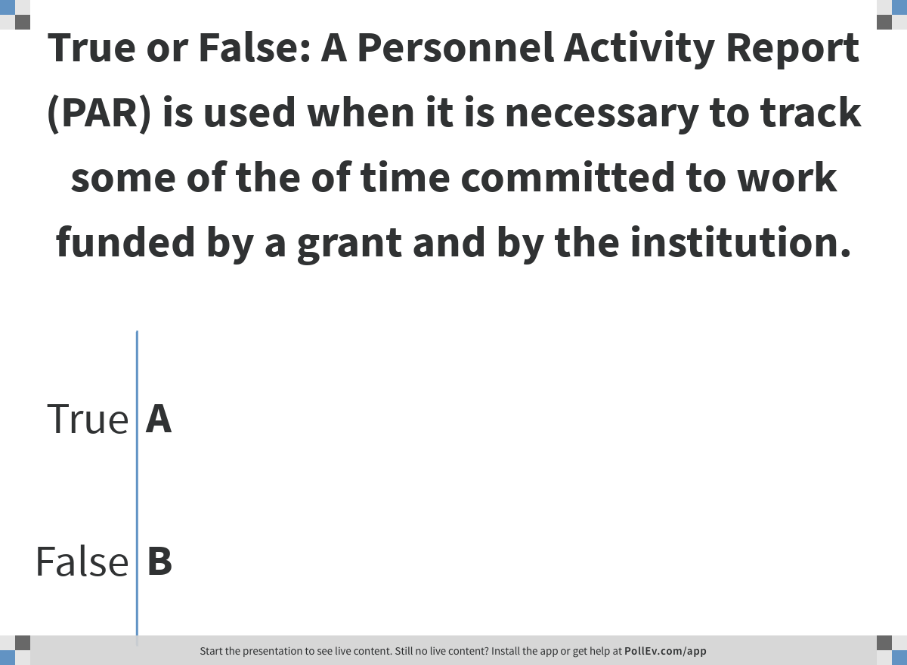 True or False: A Personnel Activity Report
(PAR) is used when it is necessary to track
some of the of time committed to work
funded by a grant and by the institution.
True A
False B
Start the presentation to see live content. Still no live content? Install the app or get help at PollEv.com/app